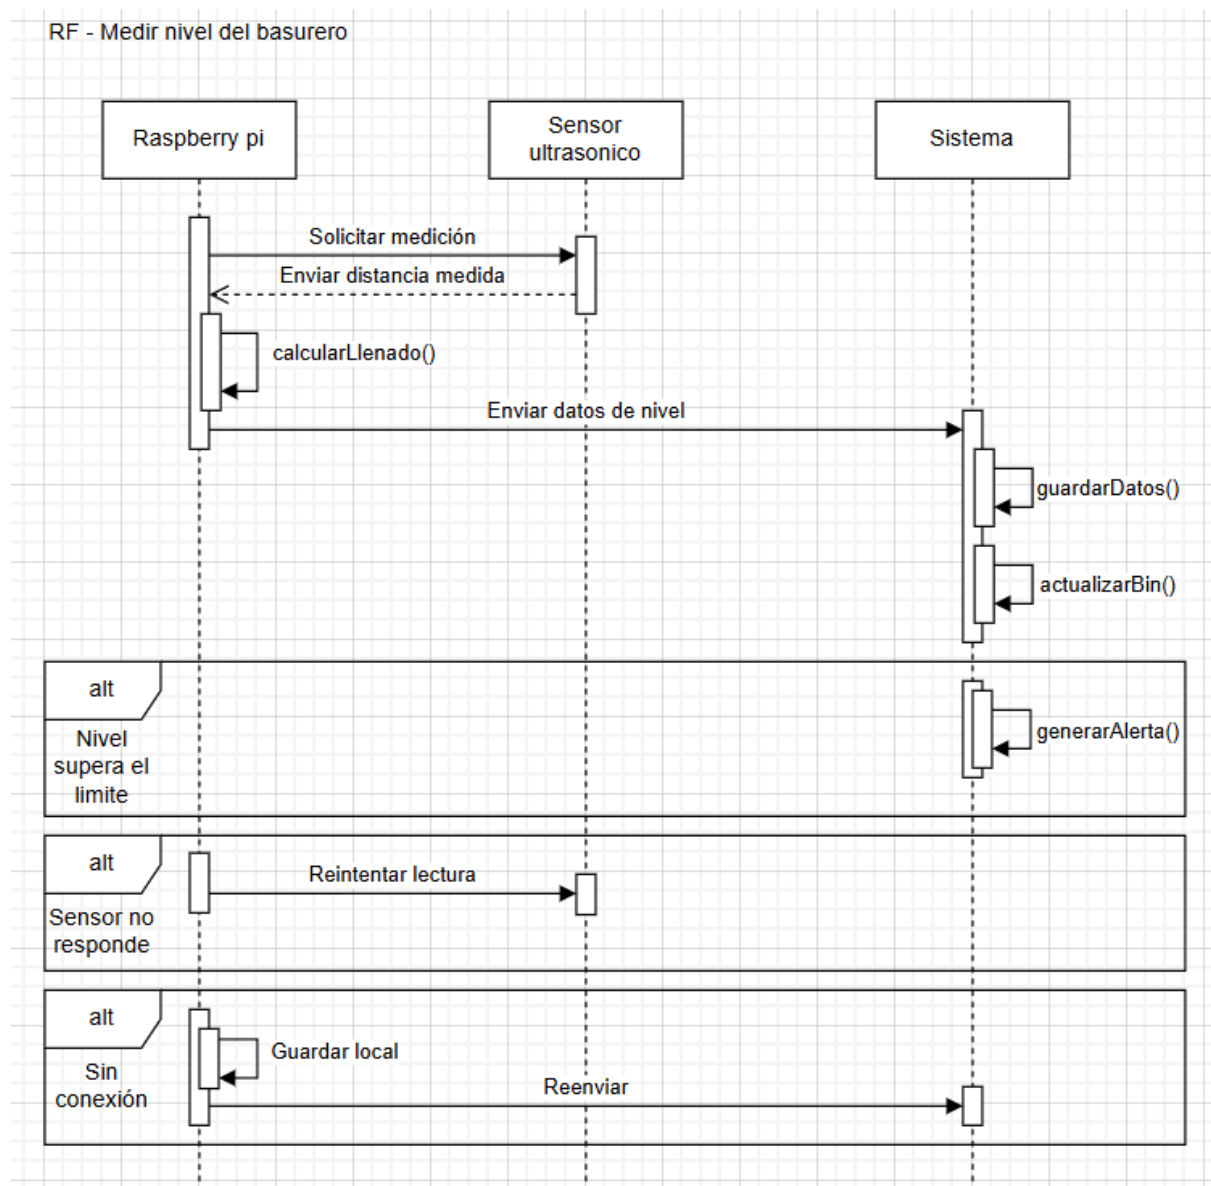 RF - Medir nivel del basurero
Raspberry pi
Sensor
ultrasonico
Sistema
Solicitar medición
Enviar distancia medida
calcularLlenado()
Enviar datos de nivel
guardarDatos()
actualizarBin()
alt
Nivel
supera el
limite
generarAlerta()
alt
Sensor no
responde
Reintentar lectura
alt
Sin
conexión
Guardar local
Reenviar